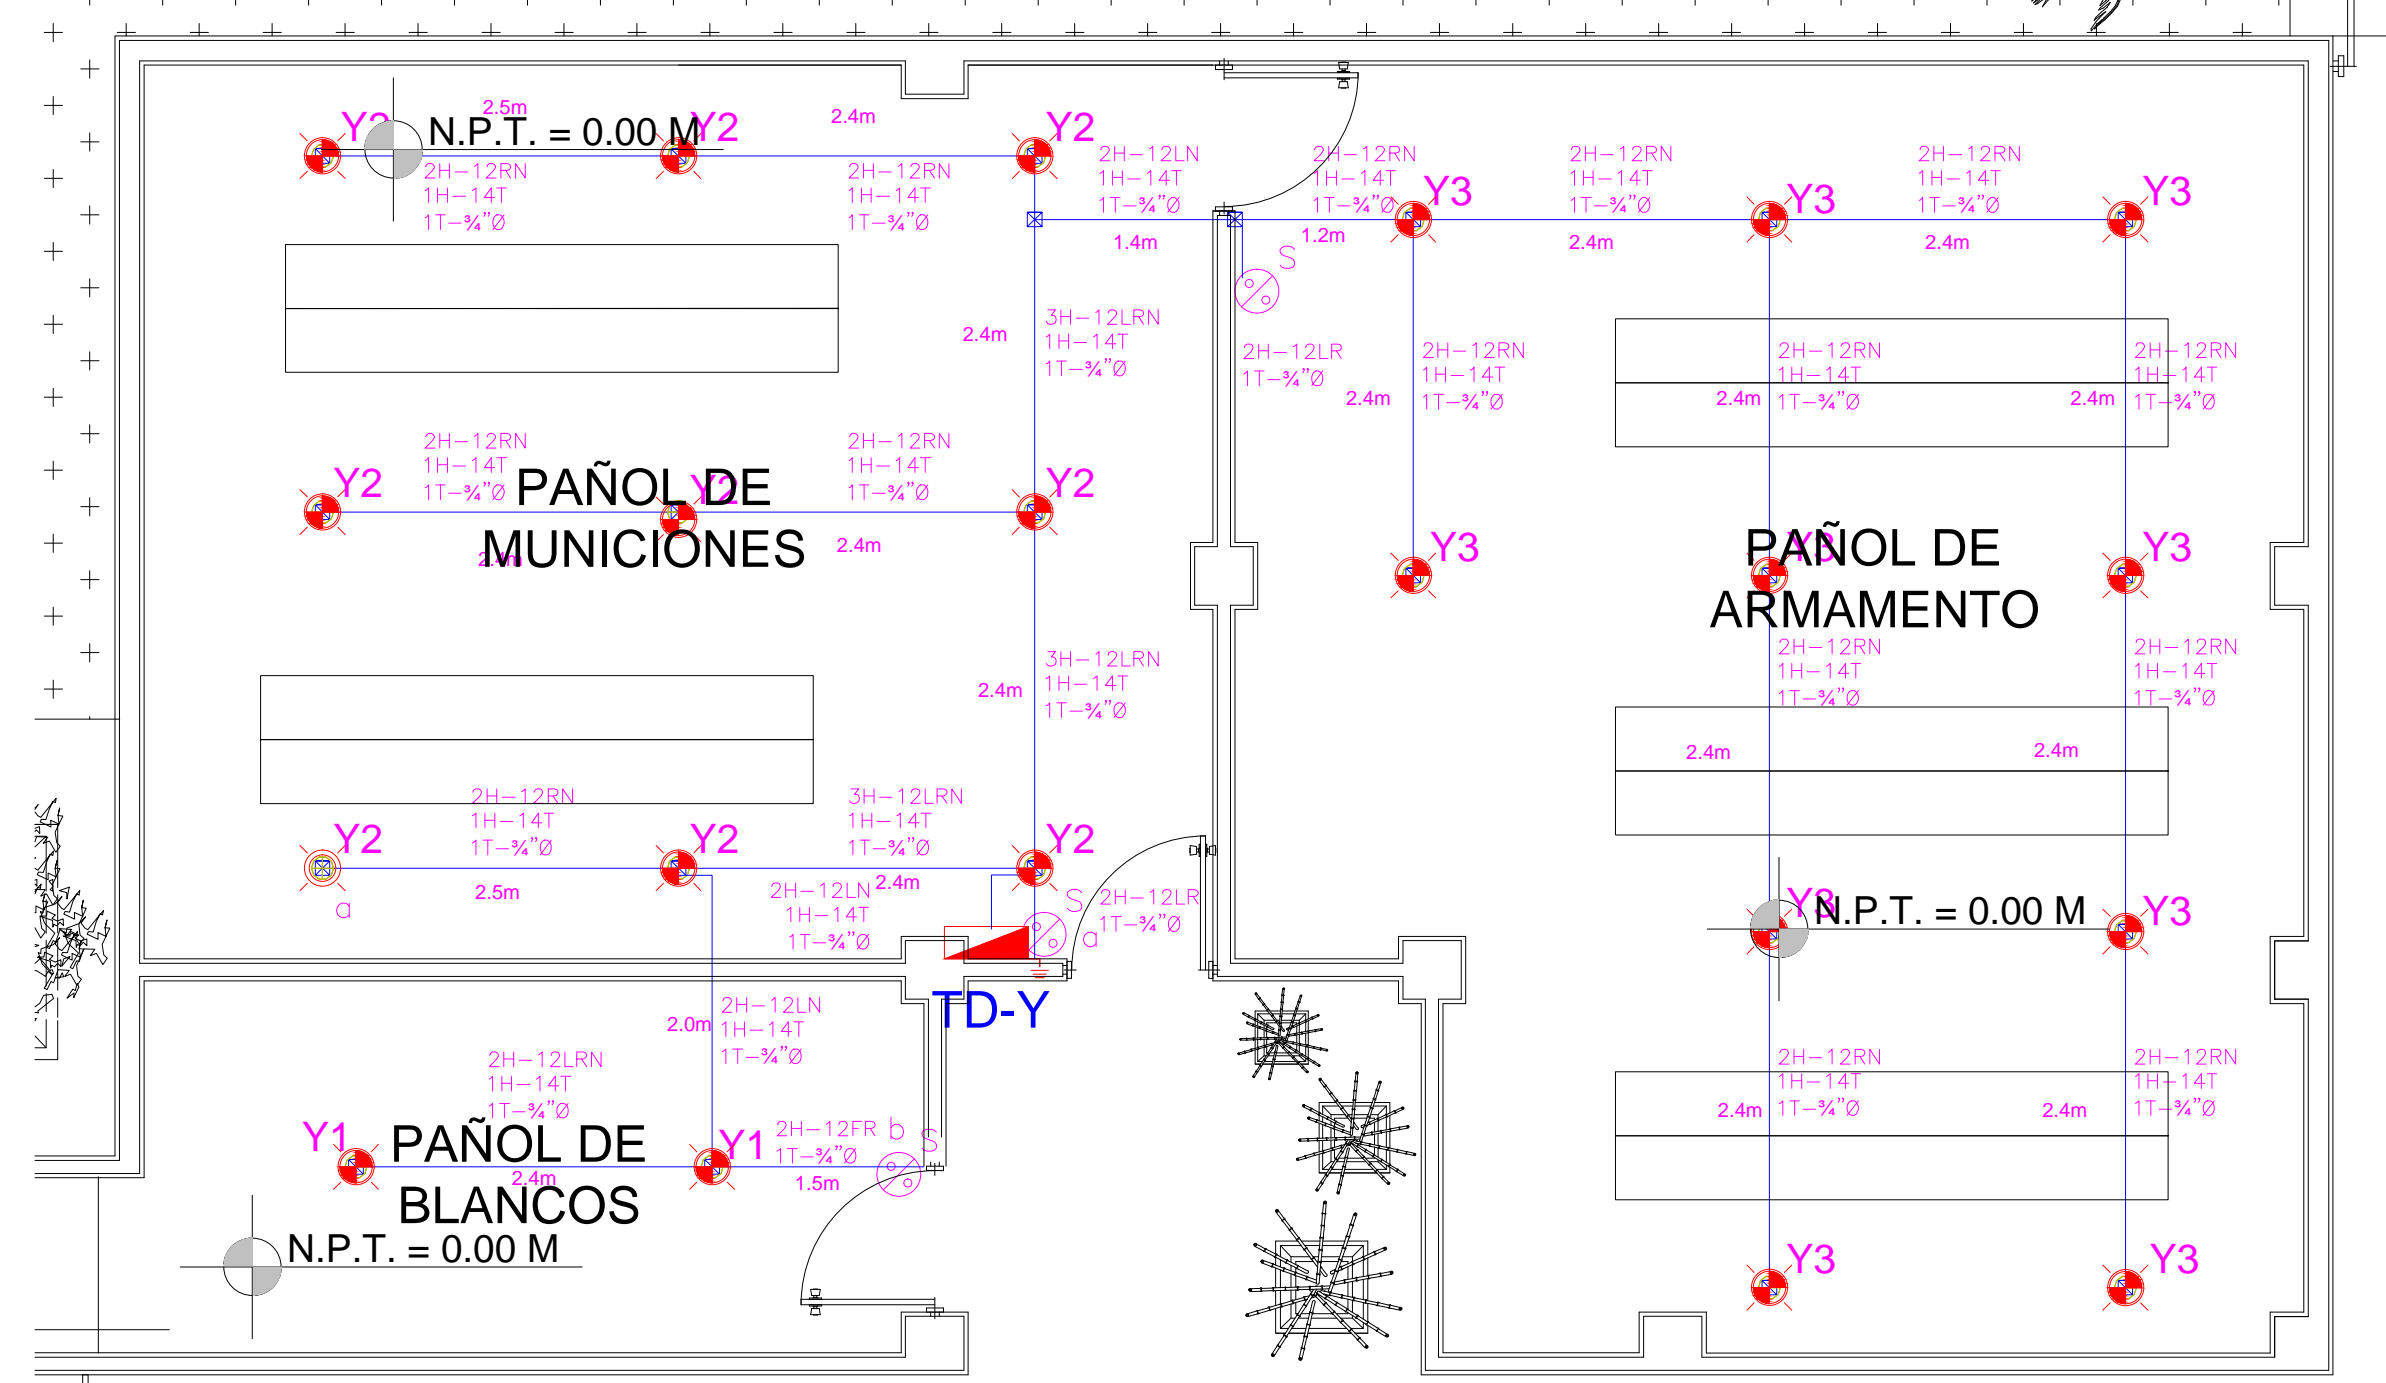 2.5m
2.4m
Y2
Y2
Y2
N.P.T. = 0.00 M
2H-12RN
1H-14T
1T-¾"Ø
2H-12RN
1H-14T
1T-¾"Ø
2H-12LN
1H-14T
1T-¾"Ø
2H-12RN
1H-14T
1T-¾"Ø
2H-12RN
1H-14T
1T-¾"Ø
2H-12RN
1H-14T
1T-¾"Ø
Y3
Y3
Y3
1.4m
1.2m
2.4m
2.4m
S
2.4m
3H-12LRN
1H-14T
1T-¾"Ø
2H-12LR
1T-¾"Ø
2H-12RN
1H-14T
1T-¾"Ø
2H-12RN
1H-14T
1T-¾"Ø
2H-12RN
1H-14T
1T-¾"Ø
2.4m
2.4m
2.4m
2H-12RN
1H-14T
1T-¾"Ø
2H-12RN
1H-14T
1T-¾"Ø
Y2
Y2
Y2
PAÑOL DE
MUNICIONES
2.4m
2.4m
Y3
Y3
Y3
PAÑOL DE
ARMAMENTO
2.4m
3H-12LRN
1H-14T
1T-¾"Ø
2H-12RN
1H-14T
1T-¾"Ø
2H-12RN
1H-14T
1T-¾"Ø
2.4m
2.4m
2H-12RN
1H-14T
1T-¾"Ø
3H-12LRN
1H-14T
1T-¾"Ø
Y2
Y2
Y2
a
2.5m
2.4m
2H-12LN
1H-14T
1T-¾"Ø
S
a
2H-12LR
1T-¾"Ø
Y3
N.P.T. = 0.00 M
Y3
TD-Y
2.0m
2H-12LN
1H-14T
1T-¾"Ø
2H-12LRN
1H-14T
1T-¾"Ø
2H-12RN
1H-14T
1T-¾"Ø
2H-12RN
1H-14T
1T-¾"Ø
2.4m
2.4m
Y1
PAÑOL DE
BLANCOS
2.4m
Y1
2H-12FR
1T-¾"Ø
b
S
1.5m
N.P.T. = 0.00 M
Y3
Y3